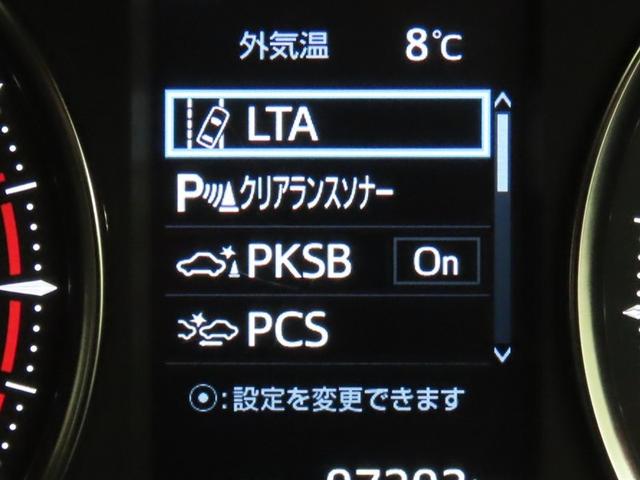 外気温 8℃
LTA
P クリアランスソナー
PKSB On
PCS
⦿:設定を変更できます